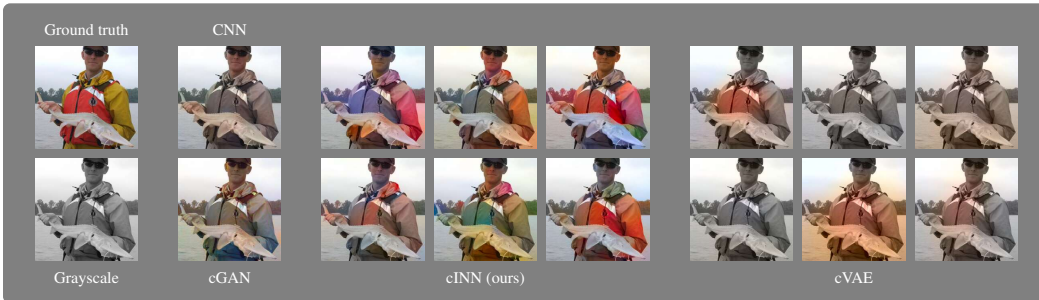 Ground truth
CNN
Grayscale
cGAN
cINN (ours)
cVAE